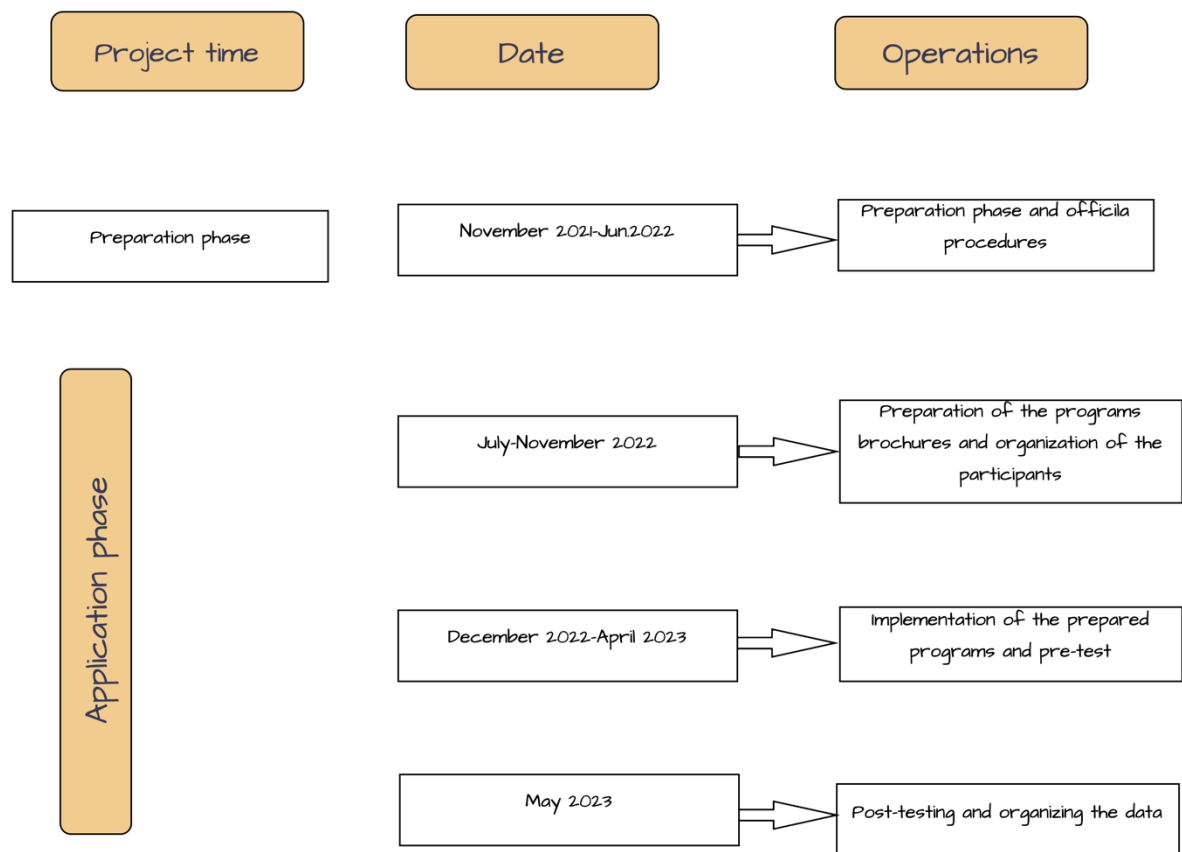 Project time
Date
Operations
Preparation phase
November 2021-Jun.2022
Preparation phase and officila
procedures
Application phase
July-November 2022
Preparation of the programs
brochures and organization of the
participants
December 2022-April 2023
Implementation of the prepared
programs and pre-test
May 2023
Post-testing and organizing the data